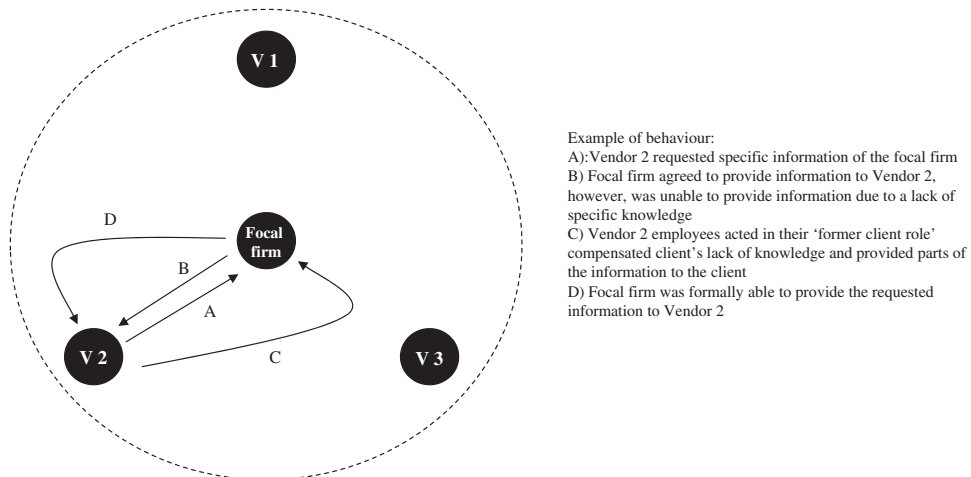 V 1
Example of behaviour:
A):Vendor 2 requested specific information of the focal firm
B) Focal firm agreed to provide information to Vendor 2,
however, was unable to provide information due to a lack of
specific knowledge
C) Vendor 2 employees acted in their ‘former client role’
compensated client’s lack of knowledge and provided parts of
the information to the client
D) Focal firm was formally able to provide the requested
information to Vendor 2
D
Focal
firm
B
A
V 2
C
V 3